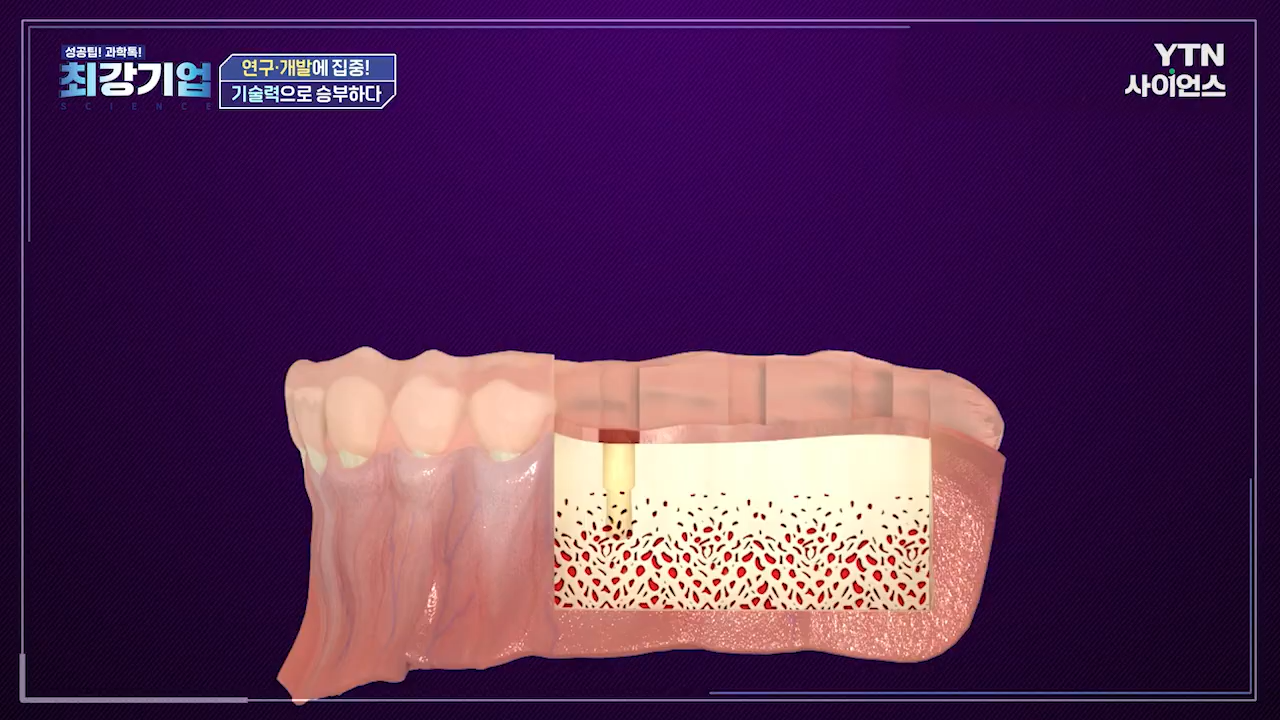 성공팁! 과학톡!
최강기업
SCIENCE
연구·개발에 집중!
기술력으로 승부하다
YTN
사이언스